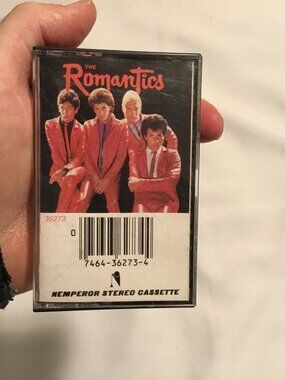 THE
Romantics
36273
0
7464-36273-4
NEMPEROR STEREO CASSETTE